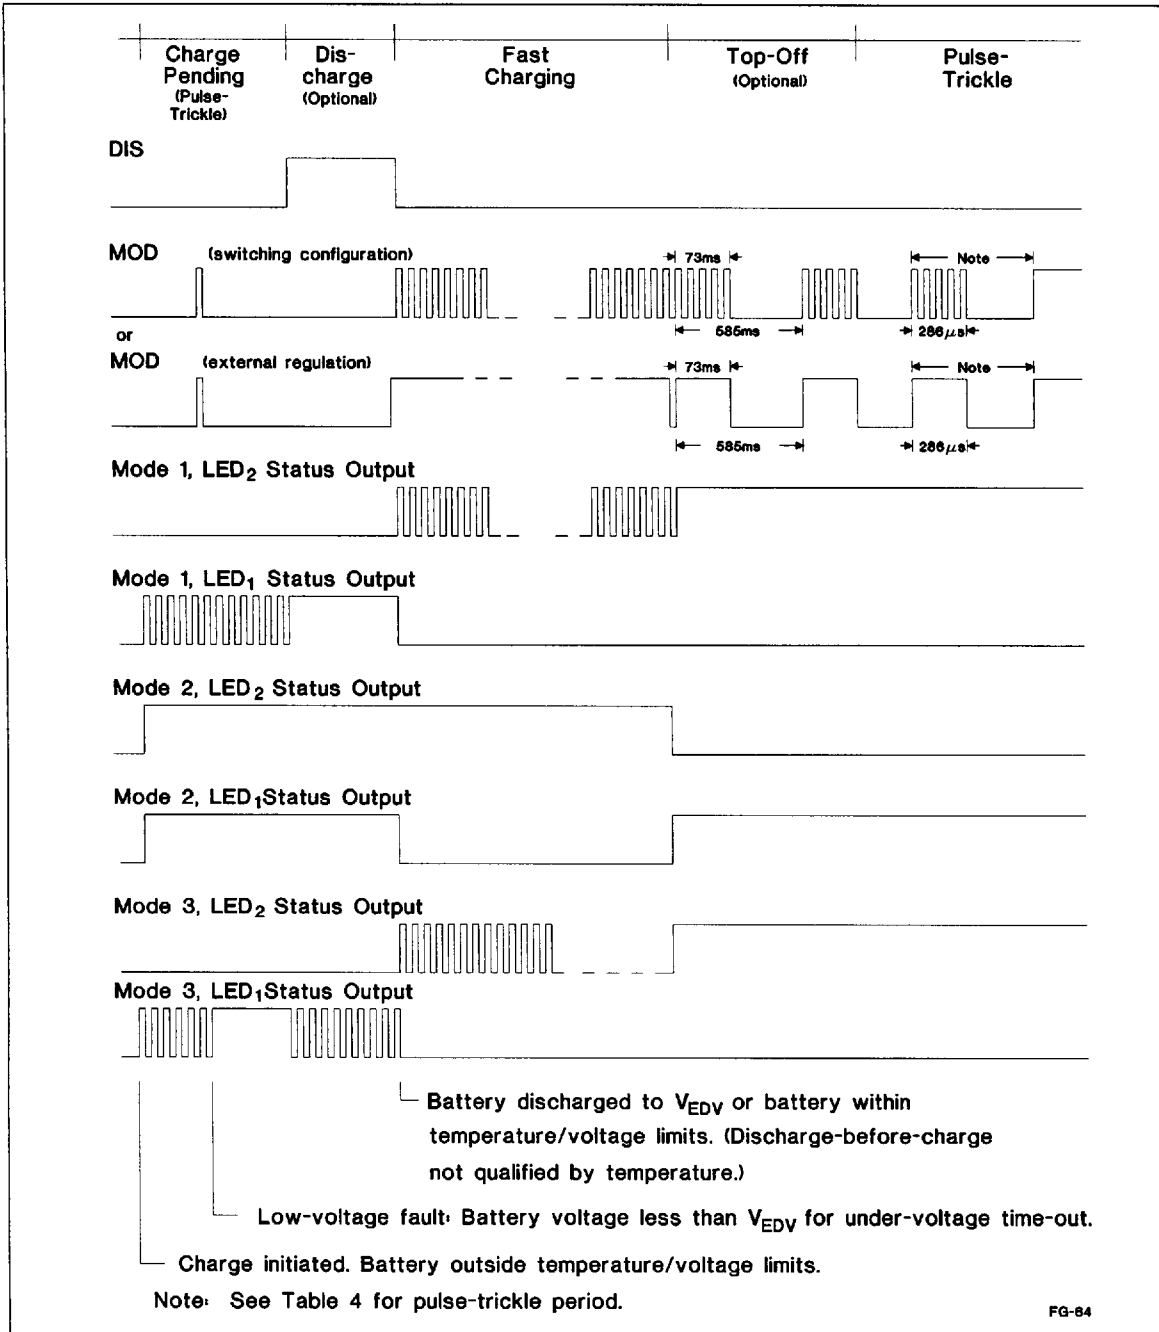 Charge Pending (Pulse-Trickle)
Dis-charge (Optional)
Fast Charging
Top-Off (Optional)
Pulse-Trickle
DIS
MOD (switching configuration)
73ms
Note
585ms
286μs
or
MOD (external regulation)
73ms
Note
585ms
286μs
Mode 1, LED2 Status Output
Mode 1, LED1 Status Output
Mode 2, LED2 Status Output
Mode 2, LED1Status Output
Mode 3, LED2 Status Output
Mode 3, LED1Status Output
Battery discharged to VEDV or battery within
temperature/voltage limits. (Discharge-before-charge
not qualified by temperature.)
Low-voltage fault: Battery voltage less than VEDV for under-voltage time-out.
Charge initiated. Battery outside temperature/voltage limits.
Note: See Table 4 for pulse-trickle period.
FG-64